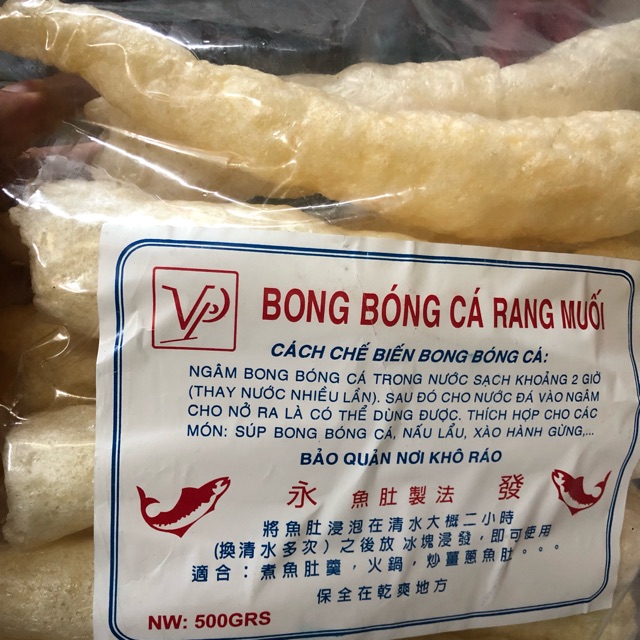 VP
BONG BÓNG CÁ RANG MUỐI
CÁCH CHẾ BIẾN BONG BÓNG CÁ:
NGÂM BONG BÓNG CÁ TRONG NƯỚC SẠCH KHOẢNG 2 GIỜ
(THAY NƯỚC NHIỀU LẦN). SAU ĐÓ CHO NƯỚC ĐÁ VÀO NGÂM
CHO NỞ RA LÀ CÓ THỂ DÙNG ĐƯỢC. THÍCH HỢP CHO CÁC
MÓN: SÚP BONG BÓNG CÁ, NẤU LẨU, XÀO HÀNH GỪNG,...
BẢO QUẢN NƠI KHÔ RÁO
永 魚肚製法 發
將魚肚浸泡在清水大概二小時
(換清水多次) 之後放 冰塊浸發,即可使用
適合:煮魚肚羹,火鍋,炒薑蔥魚肚。。。
保全在乾爽地方
NW: 500GRS